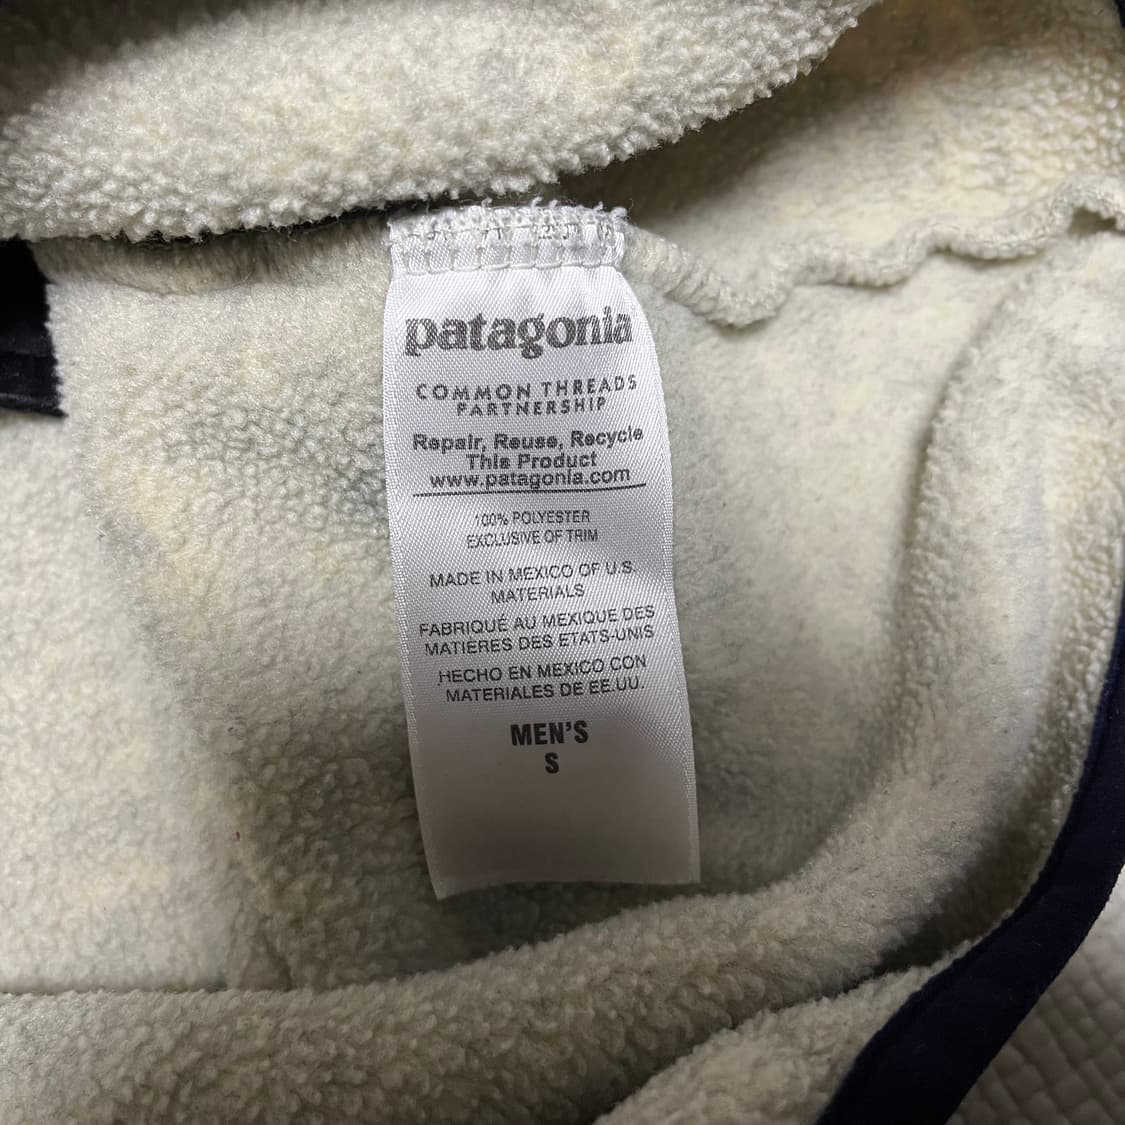 patagonia
COMMON THREADS
PARTNERSHIP
Repair, Reuse, Recycle
This Product
www.patagonia.com
100% POLYESTER
EXCLUSIVE OF TRIM
MADE IN MEXICO OF U.S.
MATERIALS
FABRIQUÉ AU MEXIQUE DES
MATIERES DES ETATS-UNIS
HECHO EN MEXICO CON
MATERIALES DE EE.UU.
MEN'S
S